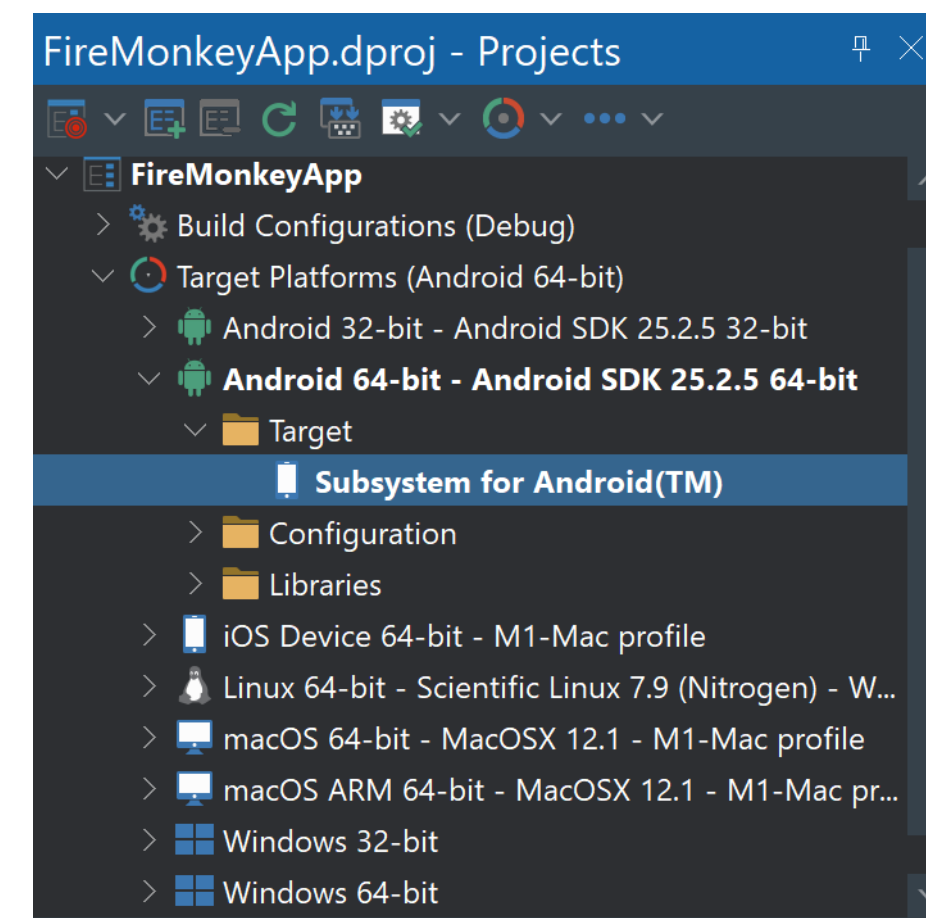 FireMonkeyApp.dproj - Projects
FireMonkeyApp
Build Configurations (Debug)
Target Platforms (Android 64-bit)
Android 32-bit - Android SDK 25.2.5 32-bit
Android 64-bit - Android SDK 25.2.5 64-bit
Target
Subsystem for Android(TM)
Configuration
Libraries
iOS Device 64-bit - M1-Mac profile
Linux 64-bit - Scientific Linux 7.9 (Nitrogen) - W...
macOS 64-bit - MacOSX 12.1 - M1-Mac profile
macOS ARM 64-bit - MacOSX 12.1 - M1-Mac pr...
Windows 32-bit
Windows 64-bit